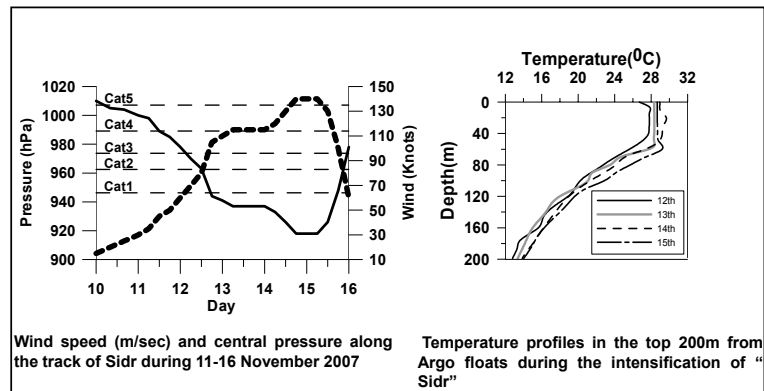 1020
1000
980
960
940
920
900
Pressure (hPa)
Cat5
Cat4
Cat3
Cat2
Cat1
150
130
110
90
70
50
30
10
Wind (Knots)
10 11 12 13 14 15 16
Day
Wind speed (m/sec) and central pressure along
the track of Sidr during 11-16 November 2007
Temperature(⁰C)
12 16 20 24 28 32
0
40
80
120
160
200
Depth(m)
12th
13th
14th
15th
Temperature profiles in the top 200m from
Argo floats during the intensification of “
Sidr”